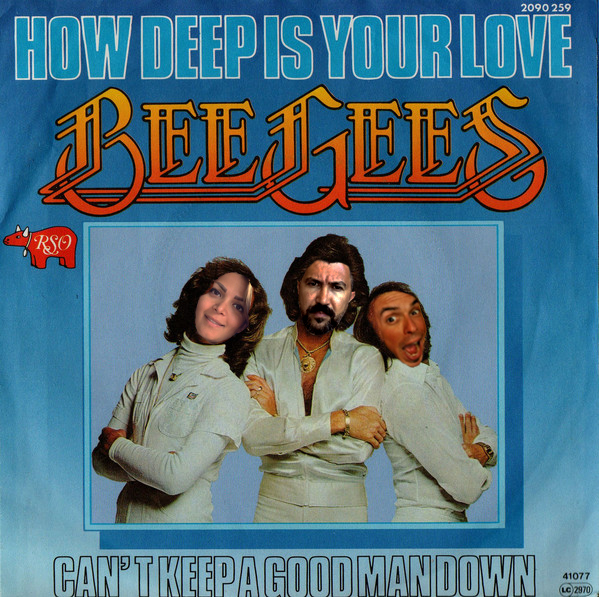 2090 259
HOW DEEP IS YOUR LOVE
BEE GEES
RSO
CAN'T KEEP A GOOD MAN DOWN
41077
LC 2970